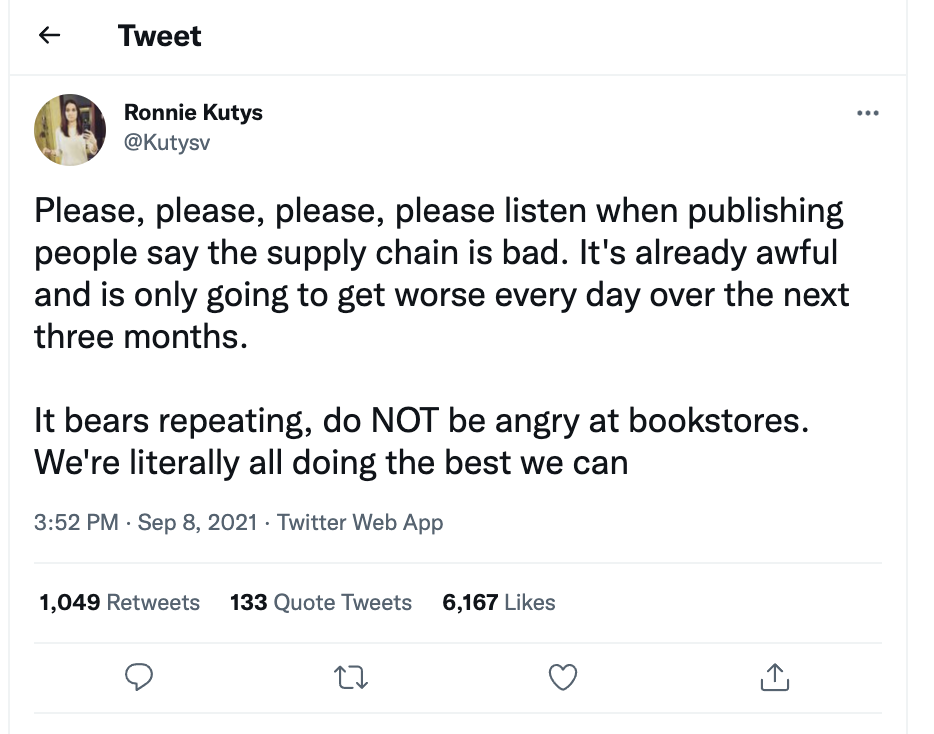 Tweet
Ronnie Kutys
@Kutysv
Please, please, please, please listen when publishing
people say the supply chain is bad. It's already awful
and is only going to get worse every day over the next
three months.
It bears repeating, do NOT be angry at bookstores.
We're literally all doing the best we can
3:52 PM · Sep 8, 2021 · Twitter Web App
1,049 Retweets 133 Quote Tweets 6,167 Likes